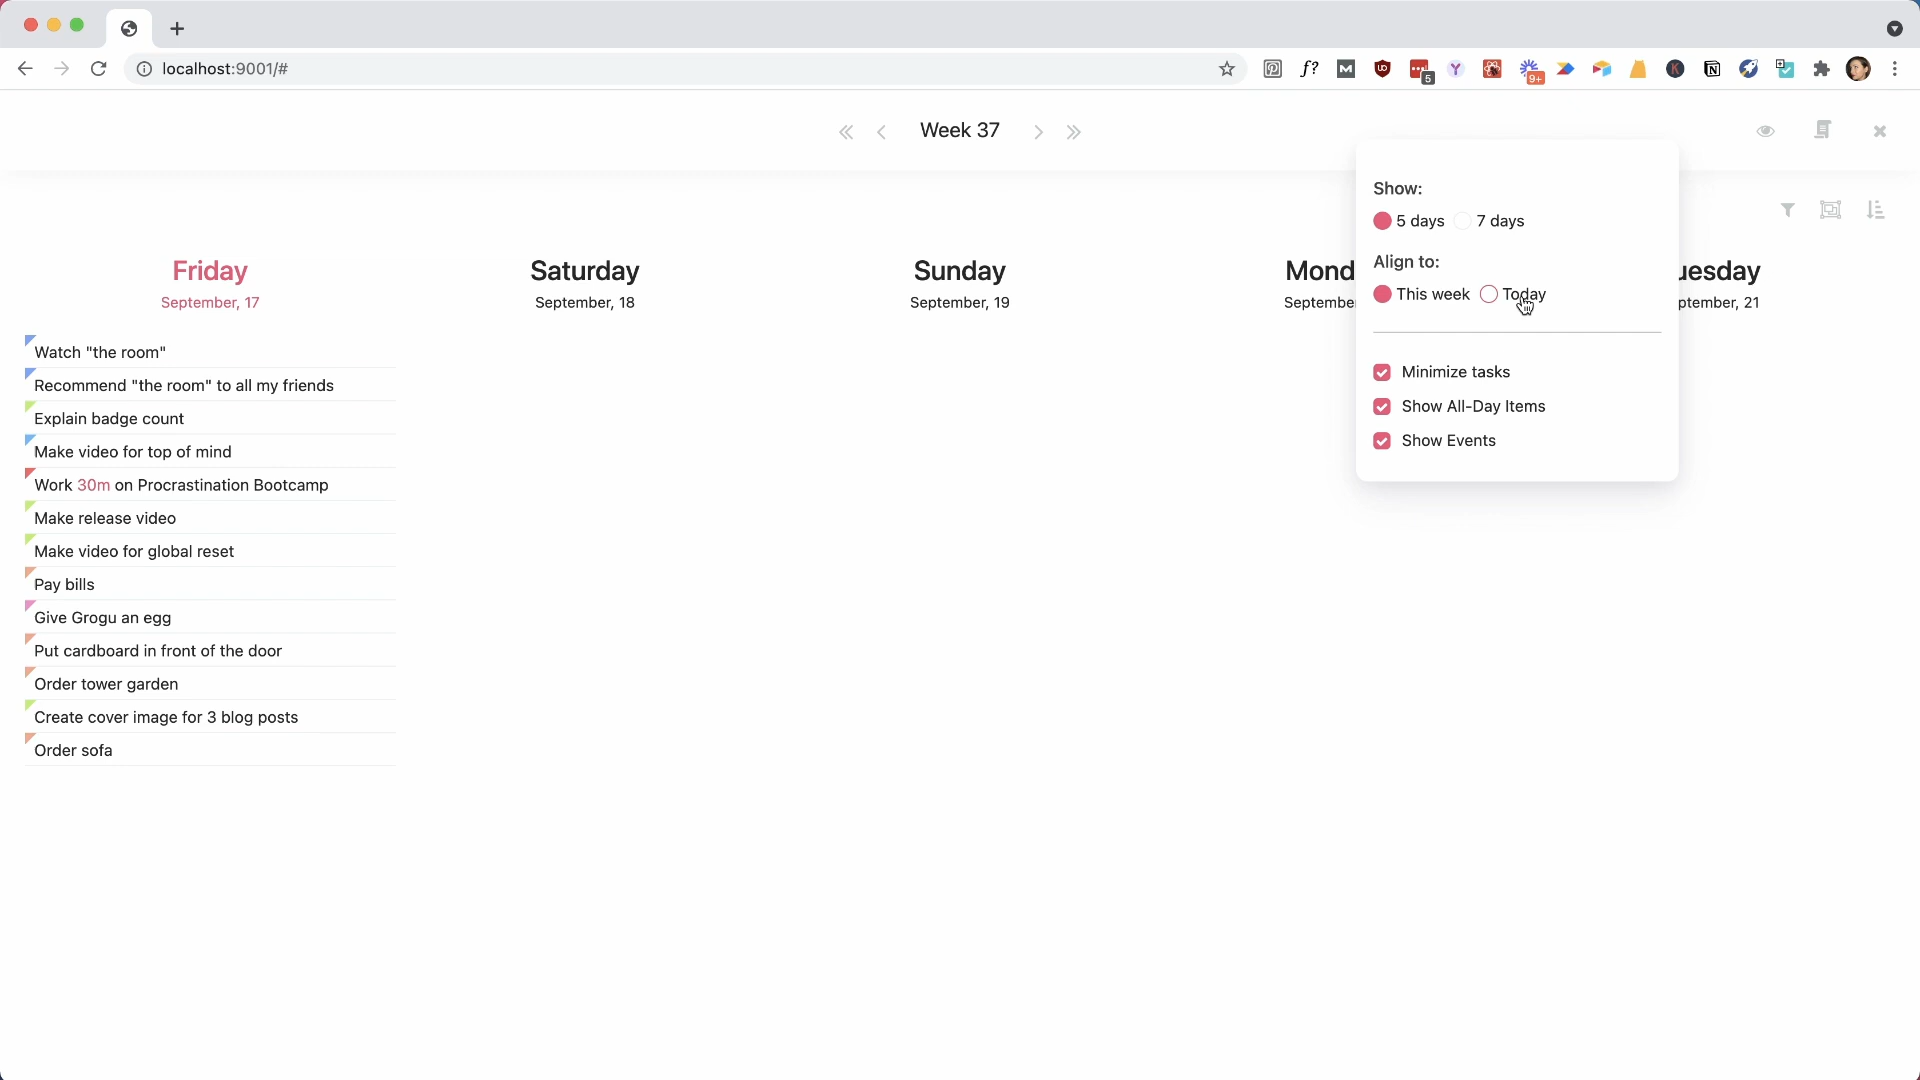 localhost:9001/#
f?
M
UO
5
Y
9+
K
N
Week 37
Show:
5 days 7 days
Align to:
This week Today
Minimize tasks
Show All-Day Items
Show Events
Friday
September, 17
Saturday
September, 18
Sunday
September, 19
Mond
Septembe
uesday
ptember, 21
Watch "the room"
Recommend "the room" to all my friends
Explain badge count
Make video for top of mind
Work 30m on Procrastination Bootcamp
Make release video
Make video for global reset
Pay bills
Give Grogu an egg
Put cardboard in front of the door
Order tower garden
Create cover image for 3 blog posts
Order sofa